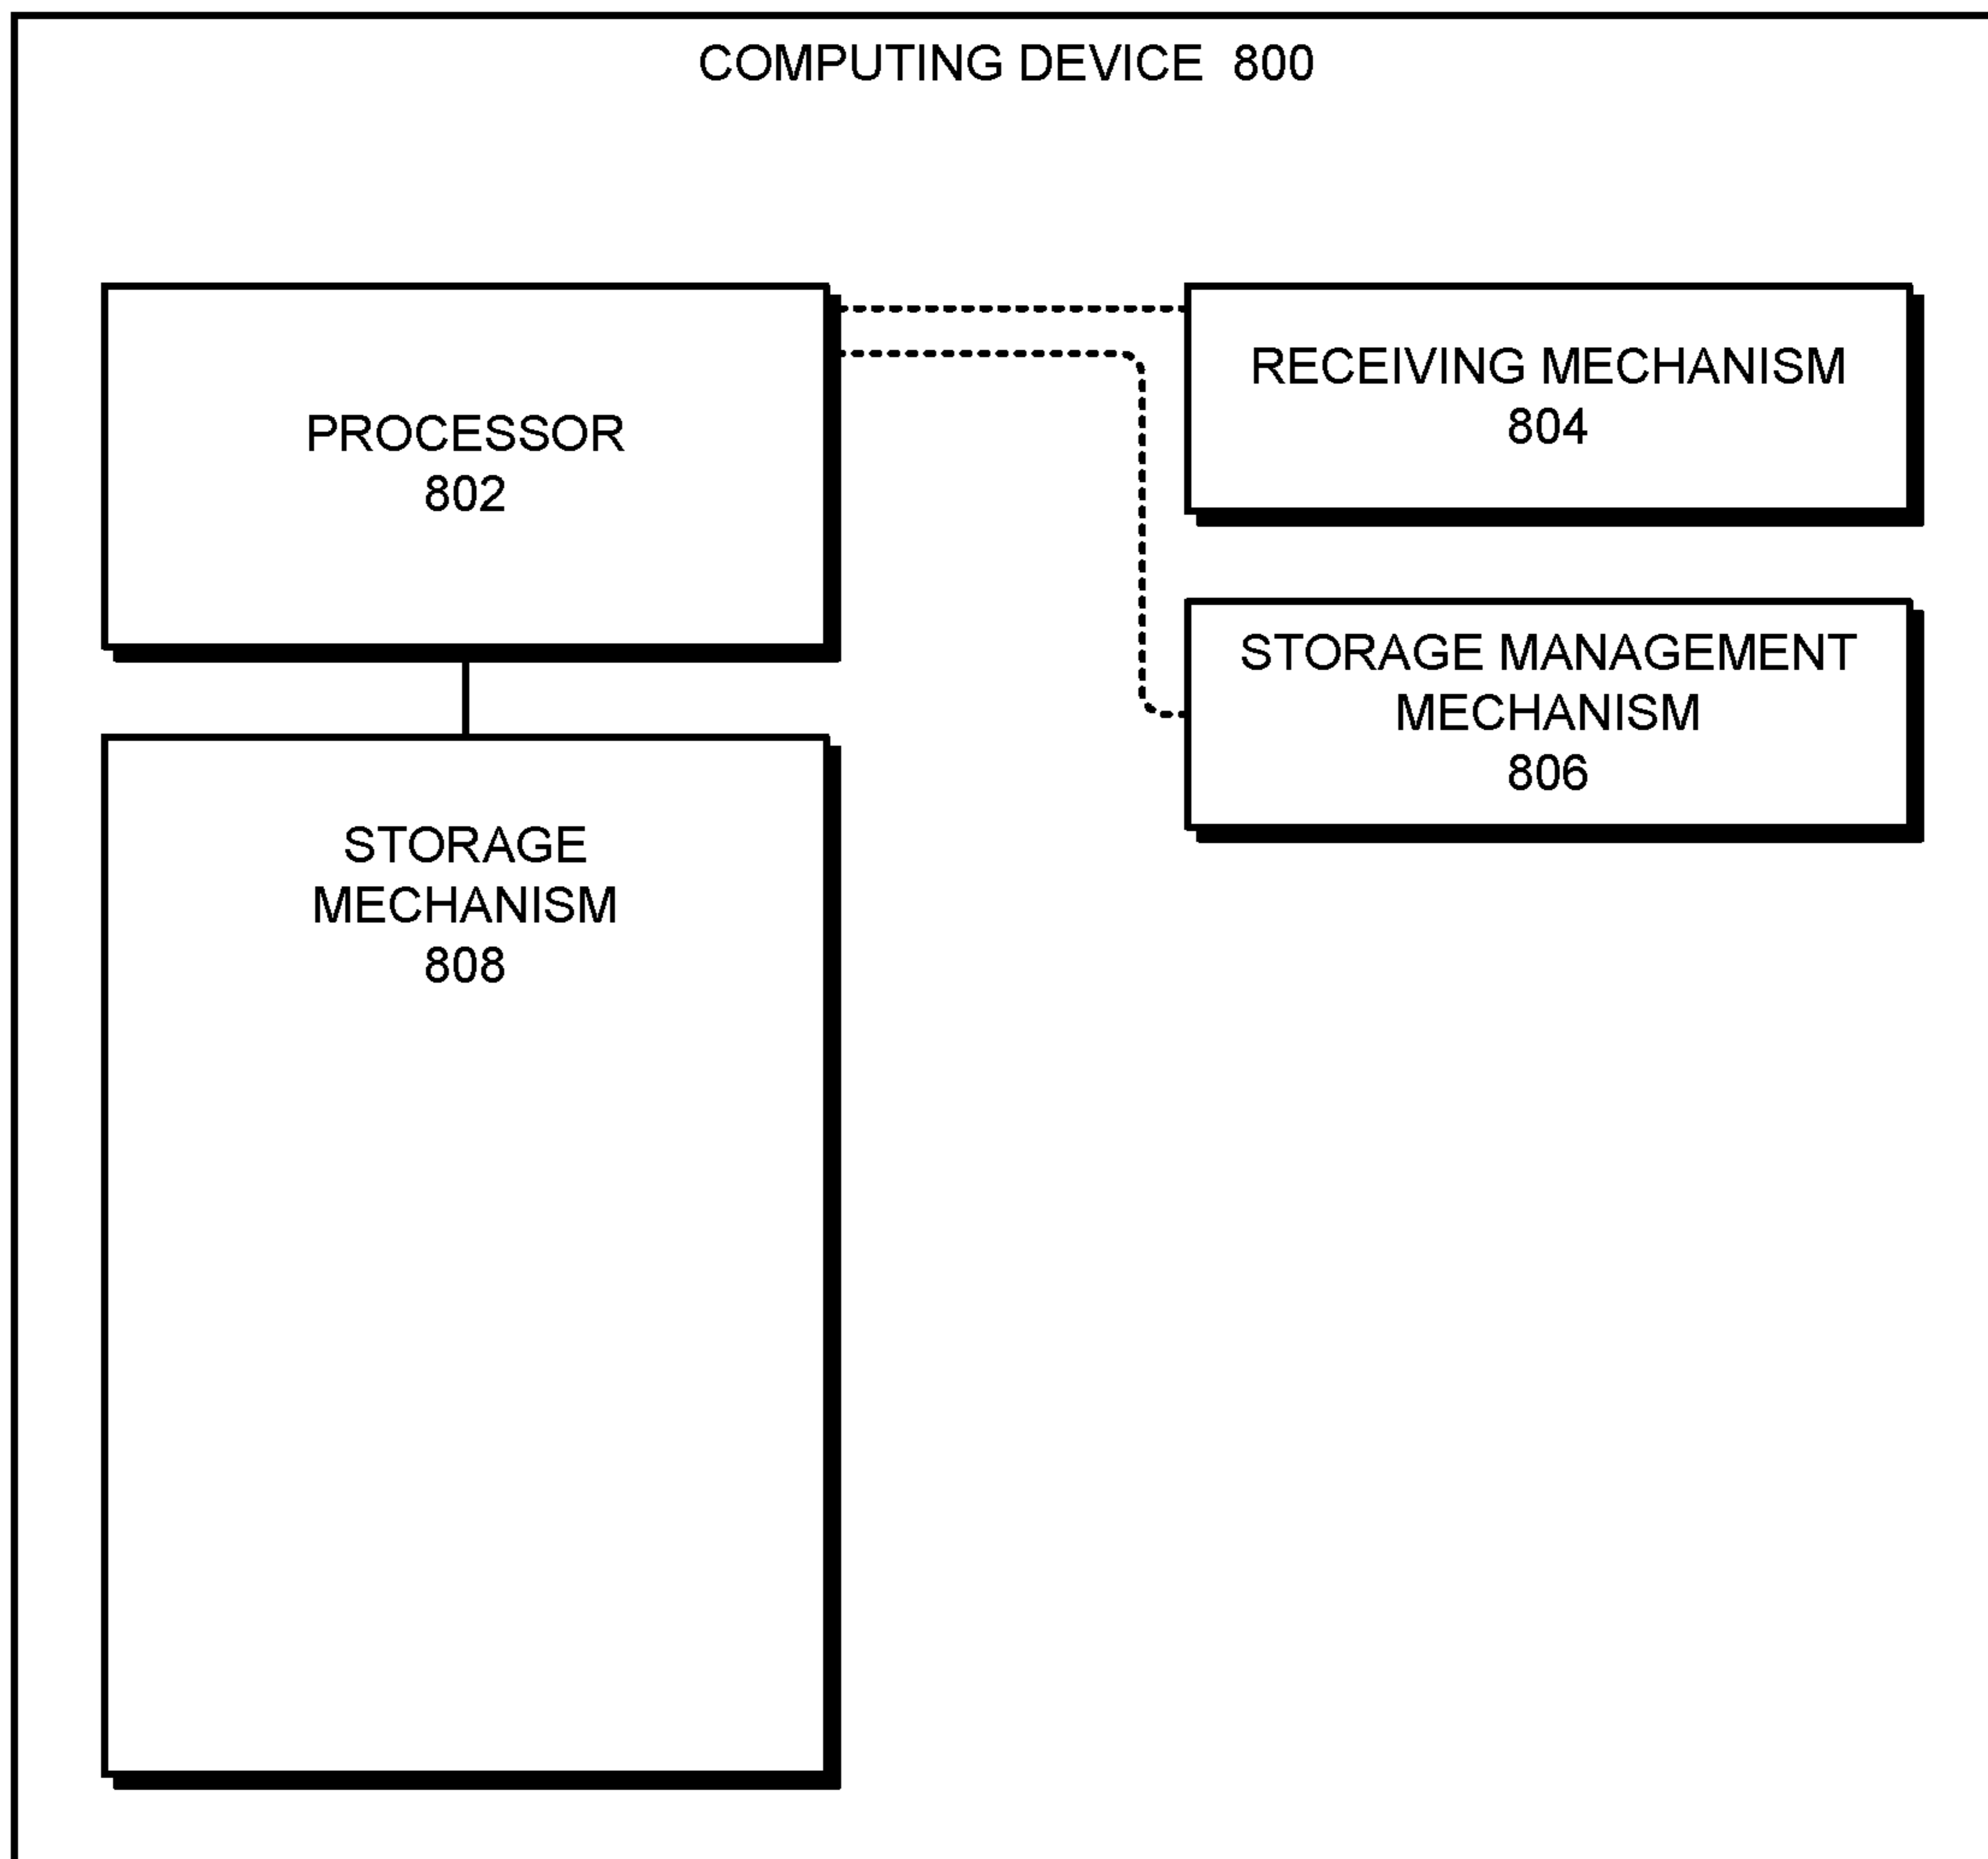 COMPUTING DEVICE 800
PROCESSOR
802
RECEIVING MECHANISM
804
STORAGE MANAGEMENT
MECHANISM
806
STORAGE
MECHANISM
808